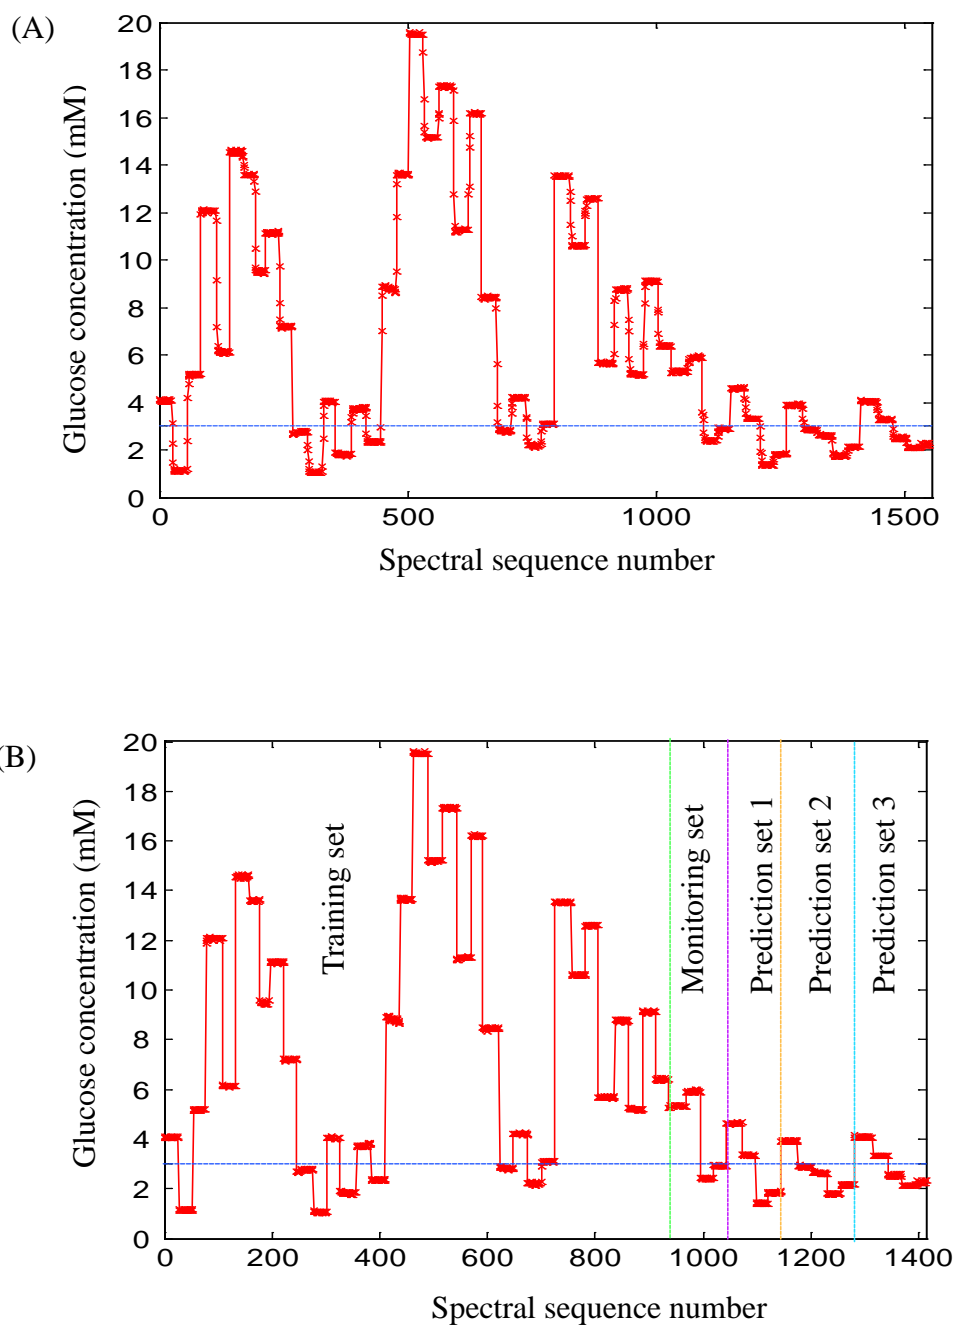 (A)
20
18
16
14
12
10
8
6
4
2
0
Glucose concentration (mM)
0 500 1000 1500
Spectral sequence number
(B)
20
18
16
14
12
10
8
6
4
2
0
Glucose concentration (mM)
Training set
Monitoring set
Prediction set 1
Prediction set 2
Prediction set 3
0 200 400 600 800 1000 1200 1400
Spectral sequence number